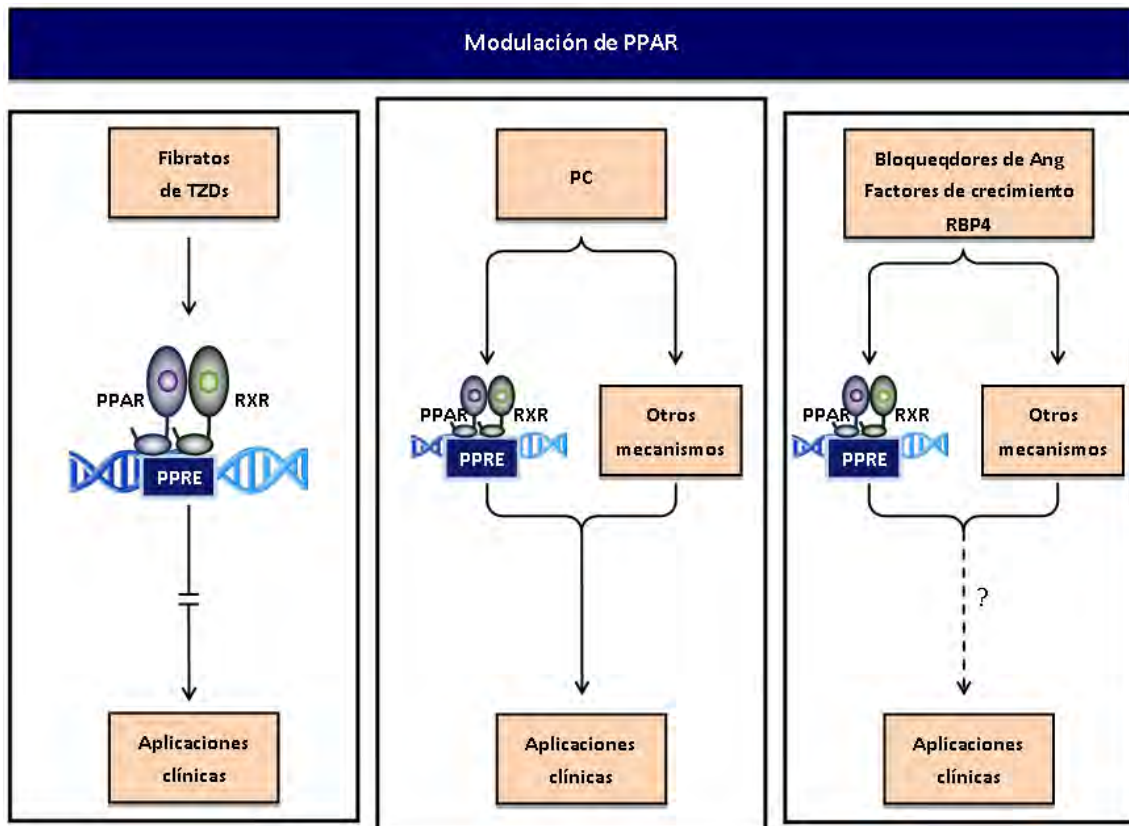 Modulación de PPAR
Fibratos
de TZDs
PPAR
RXR
PPRE
Aplicaciones
clínicas
PC
PPAR
RXR
PPRE
Otros
mecanismos
Aplicaciones
clínicas
Bloqueqdores de Ang
Factores de crecimiento
RBP4
PPAR
RXR
PPRE
Otros
mecanismos
?
Aplicaciones
clínicas